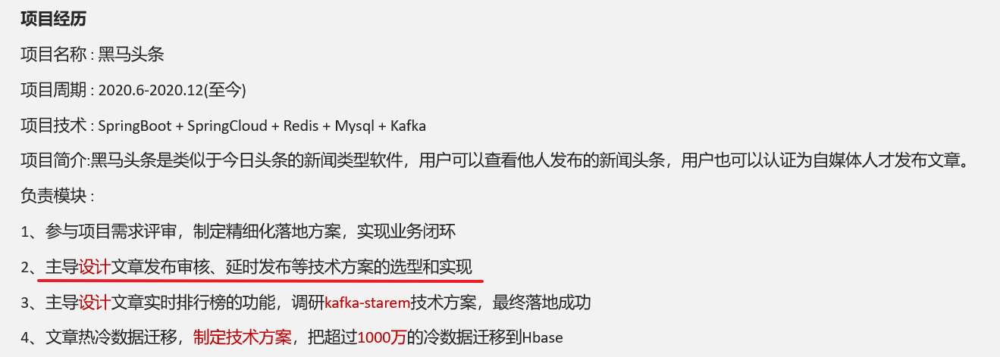 项目经历
项目名称 : 黑马头条
项目周期 : 2020.6-2020.12(至今)
项目技术 : SpringBoot + SpringCloud + Redis + Mysql + Kafka
项目简介:黑马头条是类似于今日头条的新闻类型软件，用户可以查看他人发布的新闻头条，用户也可以认证为自媒体人才发布文章。
负责模块 :
1、参与项目需求评审，制定精细化落地方案，实现业务闭环
2、主导设计文章发布审核、延时发布等技术方案的选型和实现
3、主导设计文章实时排行榜的功能，调研kafka-starem技术方案，最终落地成功
4、文章热冷数据迁移，制定技术方案，把超过1000万的冷数据迁移到Hbase